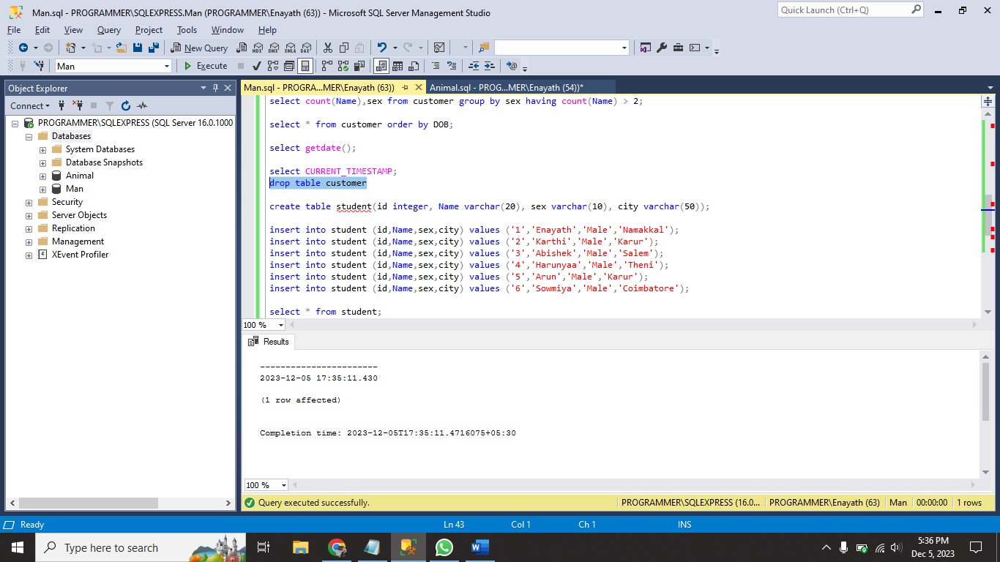 Man.sql - PROGRAMMER\SQLEXPRESS.Man (PROGRAMMER\Enayath (63)) - Microsoft SQL Server Management Studio
Quick Launch (Ctrl+Q)
File Edit View Query Project Tools Window Help
New Query MDX DMX XMLA DAX
Man Execute
Object Explorer
Connect
PROGRAMMER\SQLEXPRESS (SQL Server 16.0.1000
Databases
System Databases
Database Snapshots
Animal
Man
Security
Server Objects
Replication
Management
XEvent Profiler
Man.sql - PROGRA...MER\Enayath (63)) Animal.sql - PROG...MER\Enayath (54))*
select count(Name),sex from customer group by sex having count(Name) > 2;
select * from customer order by DOB;
select getdate();
select CURRENT_TIMESTAMP;
drop table customer
create table student(id integer, Name varchar(20), sex varchar(10), city varchar(50));
insert into student (id,Name,sex,city) values ('1','Enayath','Male','Namakkal');
insert into student (id,Name,sex,city) values ('2','Karthi','Male','Karur');
insert into student (id,Name,sex,city) values ('3','Abishek','Male','Salem');
insert into student (id,Name,sex,city) values ('4','Harunyaa','Male','Theni');
insert into student (id,Name,sex,city) values ('5','Arun','Male','Karur');
insert into student (id,Name,sex,city) values ('6','Sowmiya','Male','Coimbatore');
select * from student;
100 %
Results
-----------------------
2023-12-05 17:35:11.430
(1 row affected)
Completion time: 2023-12-05T17:35:11.4716075+05:30
100 %
Query executed successfully. PROGRAMMER\SQLEXPRESS (16.0... PROGRAMMER\Enayath (63) Man 00:00:00 1 rows
Ready Ln 43 Col 1 Ch 1 INS
Type here to search
5:36 PM
Dec 5, 2023